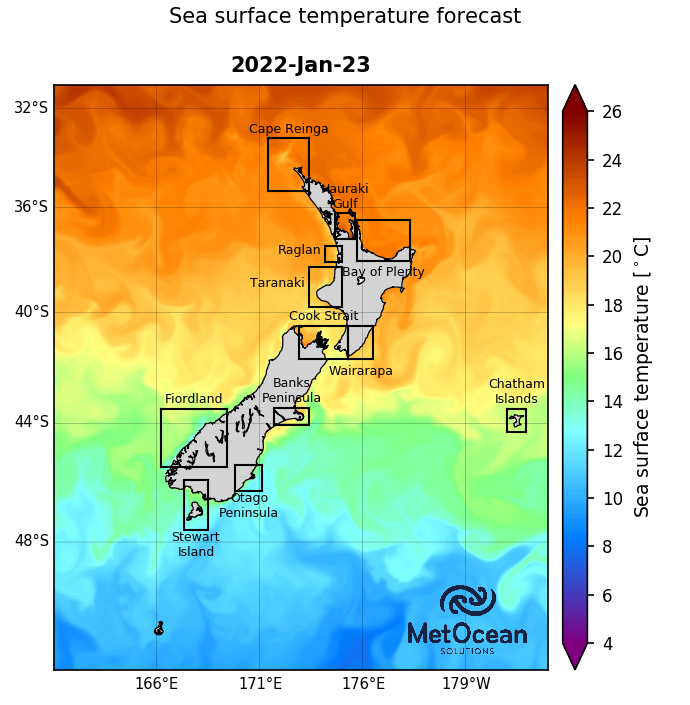 Sea surface temperature forecast
2022-Jan-23
32°S
36°S
40°S
44°S
48°S
Cape Reinga
Hauraki
Gulf
Raglan
Bay of Plenty
Taranaki
Cook Strait
Wairarapa
Banks
Peninsula
Fiordland
Chatham
Islands
Otago
Peninsula
Stewart
Island
MetOcean
SOLUTIONS
166°E
171°E
176°E
179°W
26
24
22
20
18
16
14
12
10
8
6
4
Sea surface temperature [°C]